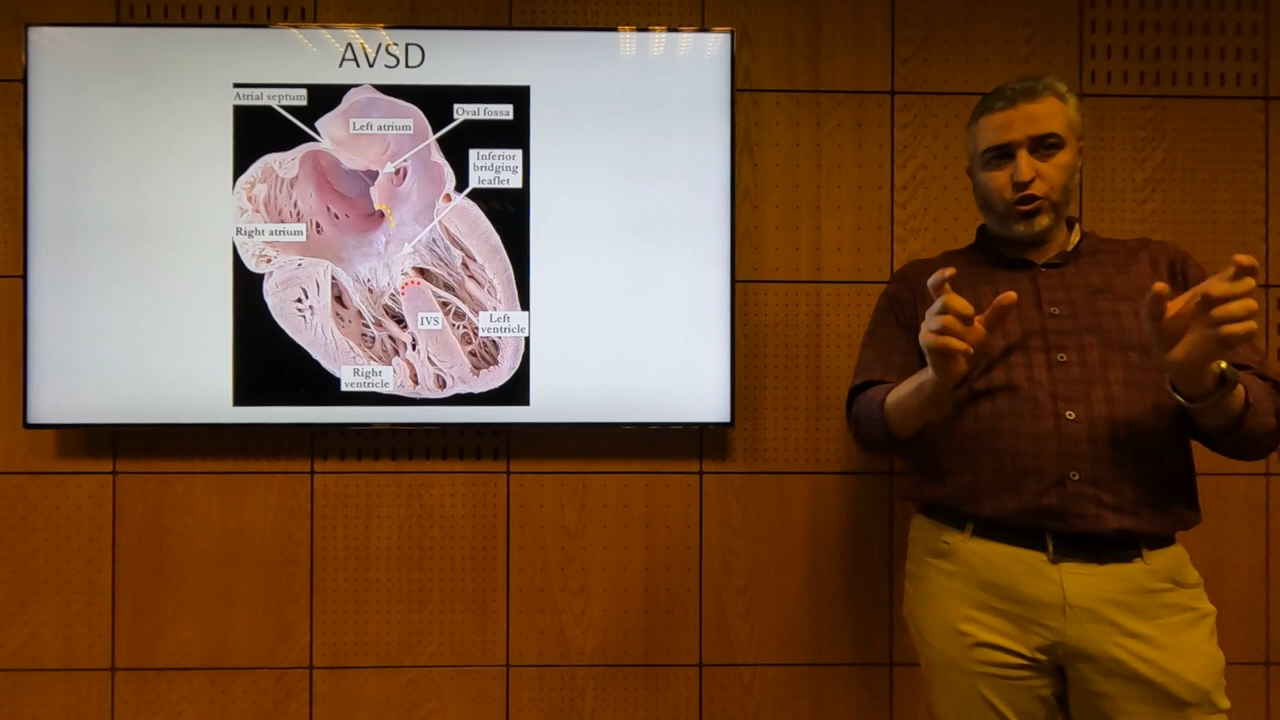 AVSD
Atrial septum
Left atrium
Oval fossa
Inferior
bridging
leaflet
Right atrium
IVS
Left
ventricle
Right
ventricle